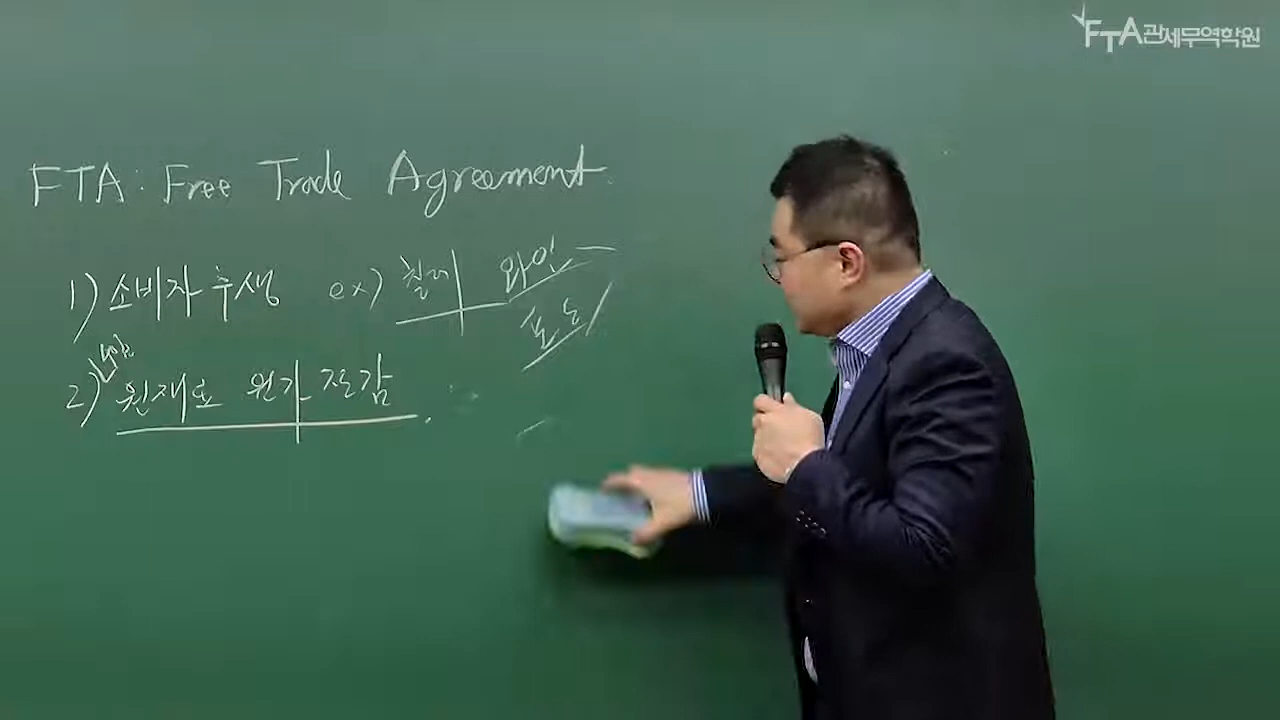 FTA관세무역학원
FTA : Free Trade Agreement.
1) 소비자 후생 ex) 칠레 와인
포도
2) 원재료 원가 절감